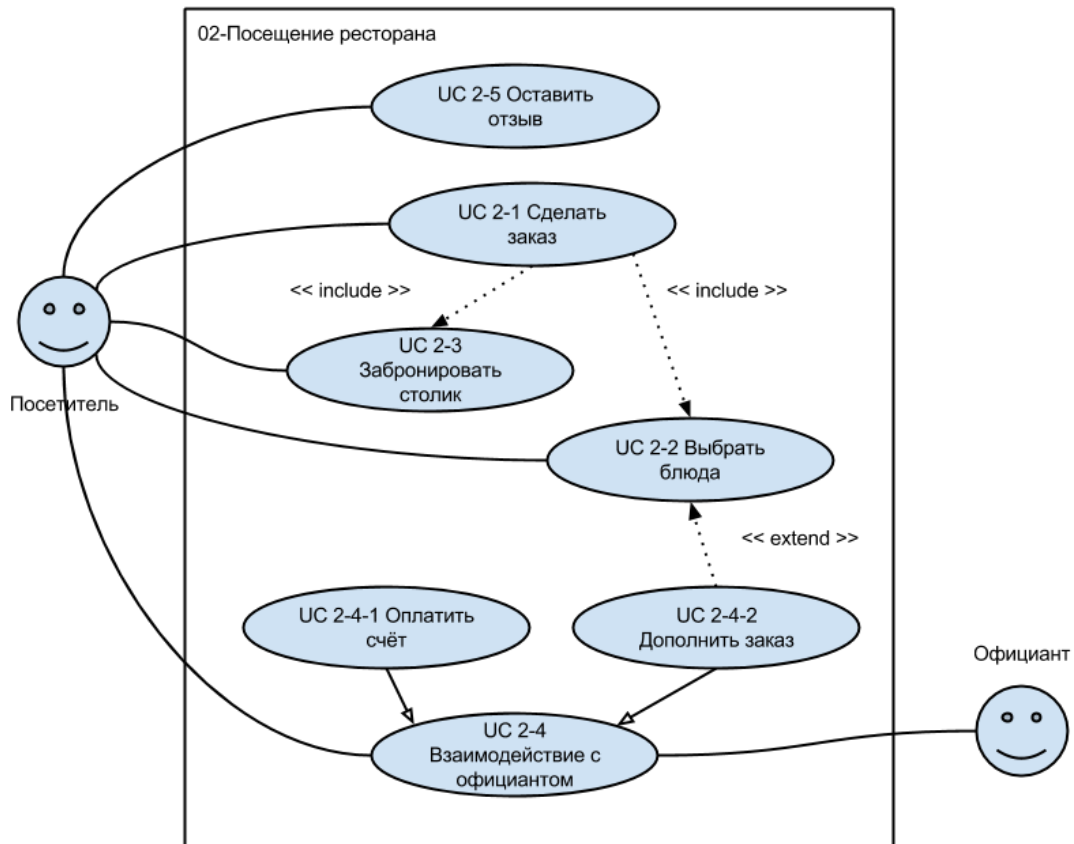 02-Посещение ресторана
UC 2-5 Оставить
отзыв
UC 2-1 Сделать
заказ
<< include >>
<< include >>
UC 2-3
Забронировать
столик
Посетитель
UC 2-2 Выбрать
блюда
<< extend >>
UC 2-4-1 Оплатить
счёт
UC 2-4-2
Дополнить заказ
Официант
UC 2-4
Взаимодействие с
официантом